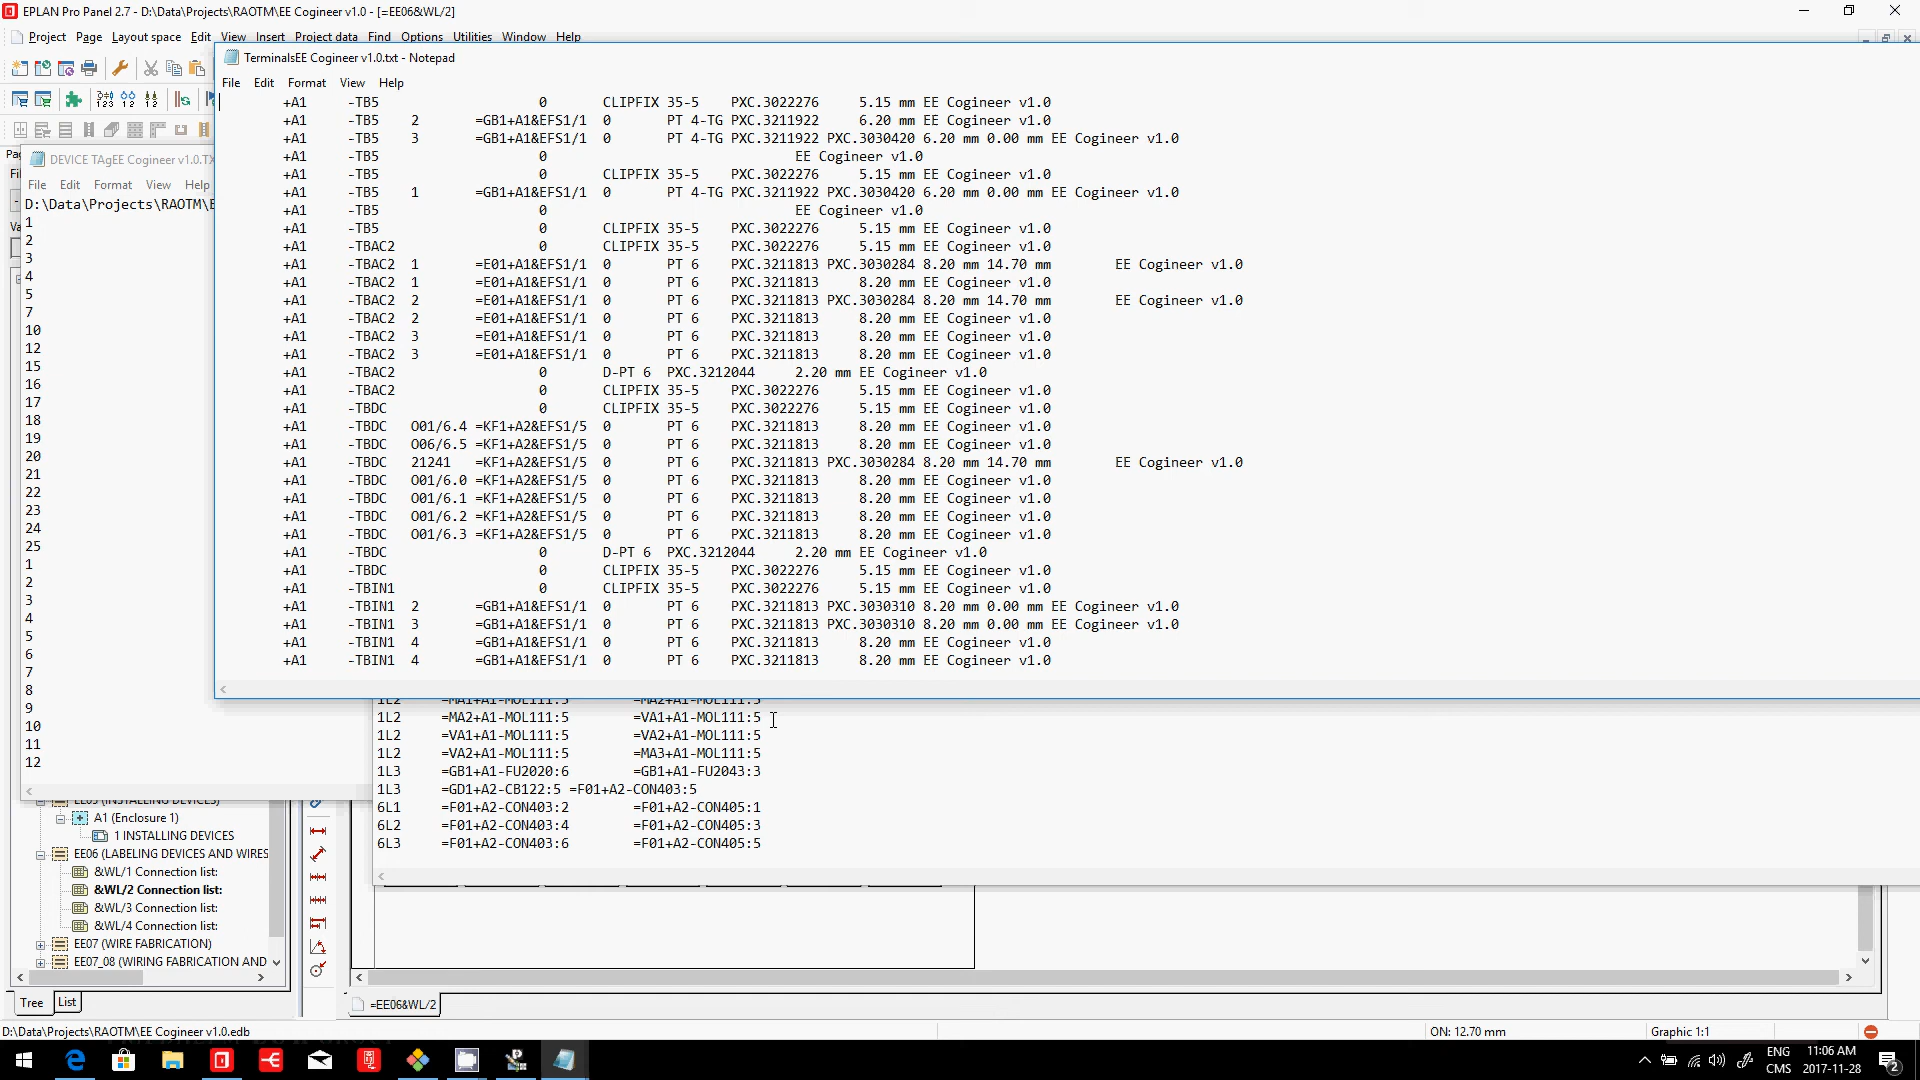 EPLAN Pro Panel 2.7 - D:\Data\Projects\RAOTM\EE Cogineer v1.0 - [=EE06&WL/2]
Project Page Layout space Edit View Insert Project data Find Options Utilities Window Help
TerminalsEE Cogineer v1.0.txt - Notepad
File Edit Format View Help
+A1 -TB5 0 CLIPFIX 35-5 PXC.3022276 5.15 mm EE Cogineer v1.0
+A1 -TB5 2 =GB1+A1&EFS1/1 0 PT 4-TG PXC.3211922 6.20 mm EE Cogineer v1.0
+A1 -TB5 3 =GB1+A1&EFS1/1 0 PT 4-TG PXC.3211922 PXC.3030420 6.20 mm 0.00 mm EE Cogineer v1.0
+A1 -TB5 0 EE Cogineer v1.0
+A1 -TB5 0 CLIPFIX 35-5 PXC.3022276 5.15 mm EE Cogineer v1.0
+A1 -TB5 1 =GB1+A1&EFS1/1 0 PT 4-TG PXC.3211922 PXC.3030420 6.20 mm 0.00 mm EE Cogineer v1.0
+A1 -TB5 0 EE Cogineer v1.0
+A1 -TB5 0 CLIPFIX 35-5 PXC.3022276 5.15 mm EE Cogineer v1.0
+A1 -TBAC2 0 CLIPFIX 35-5 PXC.3022276 5.15 mm EE Cogineer v1.0
+A1 -TBAC2 1 =E01+A1&EFS1/1 0 PT 6 PXC.3211813 PXC.3030284 8.20 mm 14.70 mm EE Cogineer v1.0
+A1 -TBAC2 1 =E01+A1&EFS1/1 0 PT 6 PXC.3211813 8.20 mm EE Cogineer v1.0
+A1 -TBAC2 2 =E01+A1&EFS1/1 0 PT 6 PXC.3211813 PXC.3030284 8.20 mm 14.70 mm EE Cogineer v1.0
+A1 -TBAC2 2 =E01+A1&EFS1/1 0 PT 6 PXC.3211813 8.20 mm EE Cogineer v1.0
+A1 -TBAC2 3 =E01+A1&EFS1/1 0 PT 6 PXC.3211813 8.20 mm EE Cogineer v1.0
+A1 -TBAC2 3 =E01+A1&EFS1/1 0 PT 6 PXC.3211813 8.20 mm EE Cogineer v1.0
+A1 -TBAC2 0 D-PT 6 PXC.3212044 2.20 mm EE Cogineer v1.0
+A1 -TBAC2 0 CLIPFIX 35-5 PXC.3022276 5.15 mm EE Cogineer v1.0
+A1 -TBDC 0 CLIPFIX 35-5 PXC.3022276 5.15 mm EE Cogineer v1.0
+A1 -TBDC O01/6.4 =KF1+A2&EFS1/5 0 PT 6 PXC.3211813 8.20 mm EE Cogineer v1.0
+A1 -TBDC O06/6.5 =KF1+A2&EFS1/5 0 PT 6 PXC.3211813 8.20 mm EE Cogineer v1.0
+A1 -TBDC 21241 =KF1+A2&EFS1/5 0 PT 6 PXC.3211813 PXC.3030284 8.20 mm 14.70 mm EE Cogineer v1.0
+A1 -TBDC O01/6.0 =KF1+A2&EFS1/5 0 PT 6 PXC.3211813 8.20 mm EE Cogineer v1.0
+A1 -TBDC O01/6.1 =KF1+A2&EFS1/5 0 PT 6 PXC.3211813 8.20 mm EE Cogineer v1.0
+A1 -TBDC O01/6.2 =KF1+A2&EFS1/5 0 PT 6 PXC.3211813 8.20 mm EE Cogineer v1.0
+A1 -TBDC O01/6.3 =KF1+A2&EFS1/5 0 PT 6 PXC.3211813 8.20 mm EE Cogineer v1.0
+A1 -TBDC 0 D-PT 6 PXC.3212044 2.20 mm EE Cogineer v1.0
+A1 -TBDC 0 CLIPFIX 35-5 PXC.3022276 5.15 mm EE Cogineer v1.0
+A1 -TBIN1 0 CLIPFIX 35-5 PXC.3022276 5.15 mm EE Cogineer v1.0
+A1 -TBIN1 2 =GB1+A1&EFS1/1 0 PT 6 PXC.3211813 PXC.3030310 8.20 mm 0.00 mm EE Cogineer v1.0
+A1 -TBIN1 3 =GB1+A1&EFS1/1 0 PT 6 PXC.3211813 PXC.3030310 8.20 mm 0.00 mm EE Cogineer v1.0
+A1 -TBIN1 4 =GB1+A1&EFS1/1 0 PT 6 PXC.3211813 8.20 mm EE Cogineer v1.0
+A1 -TBIN1 4 =GB1+A1&EFS1/1 0 PT 6 PXC.3211813 8.20 mm EE Cogineer v1.0
DEVICE TAgEE Cogineer v1.0.TX
File Edit Format View Help
D:\Data\Projects\RAOTM\E
1
2
3
4
5
7
10
12
15
16
17
18
19
20
21
22
23
24
25
1
2
3
4
5
6
7
8
9
10
11
12
1L2 =MA1+A1-MOL111:5 =MA2+A1-MOL111:5
1L2 =MA2+A1-MOL111:5 =VA1+A1-MOL111:5
1L2 =VA1+A1-MOL111:5 =VA2+A1-MOL111:5
1L2 =VA2+A1-MOL111:5 =MA3+A1-MOL111:5
1L3 =GB1+A1-FU2020:6 =GB1+A1-FU2043:3
1L3 =GD1+A2-CB122:5 =F01+A2-CON403:5
6L1 =F01+A2-CON403:2 =F01+A2-CON405:1
6L2 =F01+A2-CON403:4 =F01+A2-CON405:3
6L3 =F01+A2-CON403:6 =F01+A2-CON405:5
EE05 (INSTALLING DEVICES)
A1 (Enclosure 1)
1 INSTALLING DEVICES
EE06 (LABELING DEVICES AND WIRES
&WL/1 Connection list:
&WL/2 Connection list:
&WL/3 Connection list:
&WL/4 Connection list:
EE07 (WIRE FABRICATION)
EE07_08 (WIRING FABRICATION AND
Tree List
=EE06&WL/2
D:\Data\Projects\RAOTM\EE Cogineer v1.0.edb
ON: 12.70 mm
Graphic 1:1
ENG
CMS
11:06 AM
2017-11-28
2